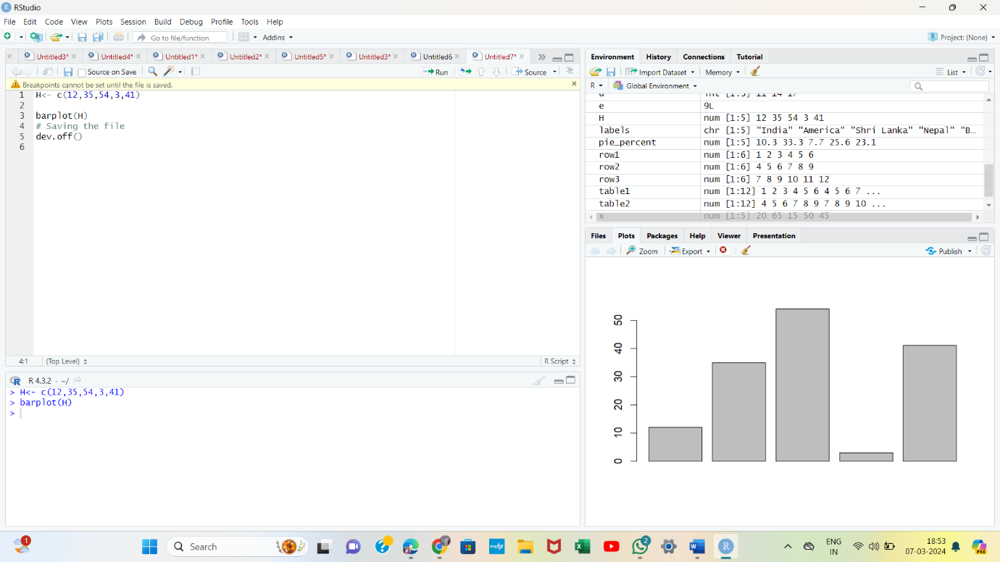 RStudio
File Edit Code View Plots Session Build Debug Profile Tools Help
Go to file/function Addins Project: (None)
Untitled3* Untitled4* Untitled1* Untitled2* Untitled5* Untitled3* Untitled6 Untitled7*
Source on Save Run Source
Breakpoints cannot be set until the file is saved.
1 H<- c(12,35,54,3,41)
2
3 barplot(H)
4 # Saving the file
5 dev.off()
6
4:1 (Top Level) R Script
R 4.3.2 · ~/
> H<- c(12,35,54,3,41)
> barplot(H)
>
Environment History Connections Tutorial
Import Dataset Memory List
R Global Environment
e 9L
H num [1:5] 12 35 54 3 41
labels chr [1:5] "India" "America" "Shri Lanka" "Nepal" "B...
pie_percent num [1:5] 10.3 33.3 7.7 25.6 23.1
row1 num [1:6] 1 2 3 4 5 6
row2 num [1:6] 4 5 6 7 8 9
row3 num [1:6] 7 8 9 10 11 12
table1 num [1:12] 1 2 3 4 5 6 4 5 6 7 ...
table2 num [1:12] 4 5 6 7 8 9 7 8 9 10 ...
x num [1:5] 20 65 15 50 45
Files Plots Packages Help Viewer Presentation
Zoom Export Publish
50
40
30
20
10
0
1 Search 2 ENG 18:53
IN 07-03-2024 PRE